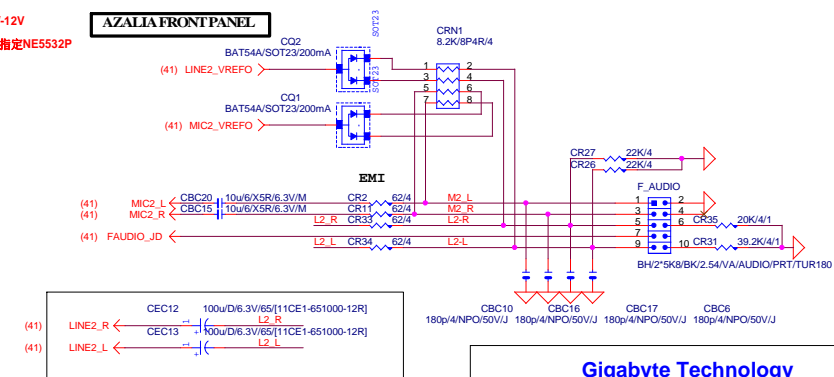 -12V
AZALIA FRONT PANEL
指定NE5532P
SOT23
CQ2
BAT54A/SOT23/200mA
CRN1
8.2K/8P4R/4
(41) LINE2_VREFO
SOT23
1 2
3 4
5 6
7 8
CQ1
BAT54A/SOT23/200mA
(41) MIC2_VREFO
CR27 22K/4
CR26 22K/4
EMI
F_AUDIO
(41) MIC2_L CBC20 10u/6/X5R/6.3V/M CR2 62/4 M2_L
(41) MIC2_R CBC15 10u/6/X5R/6.3V/M CR11 62/4 M2_R
L2_R CR33 62/4 L2-R
(41) FAUDIO_JD
L2_L CR34 62/4 L2-L
1 2
3 4
5 6 CR35 20K/4/1
7
9 10 CR31 39.2K/4/1
BH/2*5K8/BK/2.54/VA/AUDIO/PRT/TUR180
CBC10 CBC16 CBC17 CBC6
180p/4/NPO/50V/J 180p/4/NPO/50V/J 180p/4/NPO/50V/J 180p/4/NPO/50V/J
CEC12 100u/D/6.3V/65/[11CE1-651000-12R]
(41) LINE2_R 1 + L2_R
CEC13 100u/D/6.3V/65/[11CE1-651000-12R]
(41) LINE2_L 1 + L2_L
Gigabyte Technology